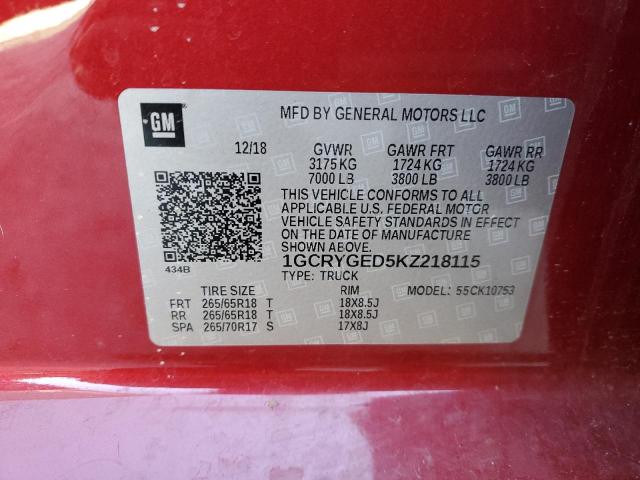 GM
MFD BY GENERAL MOTORS LLC
12/18 GVWR GAWR FRT GAWR RR
3175 KG 1724 KG 1724 KG
7000 LB 3800 LB 3800 LB
THIS VEHICLE CONFORMS TO ALL
APPLICABLE U.S. FEDERAL MOTOR
VEHICLE SAFETY STANDARDS IN EFFECT
ON THE DATE OF MANUFACTURE
SHOWN ABOVE.
434B
1GCRYGED5KZ218115
TYPE: TRUCK
TIRE SIZE RIM MODEL: 55CK10753
FRT 265/65R18 T 18X8.5J
RR 265/65R18 T 18X8.5J
SPA 265/70R17 S 17X8J